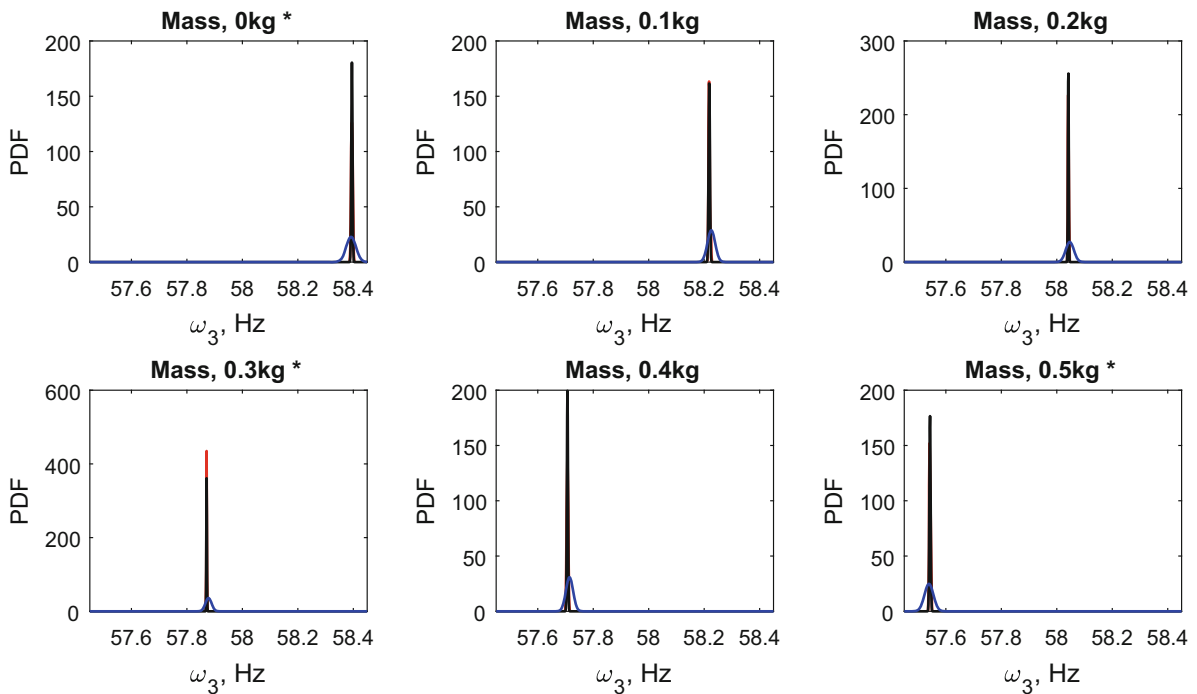 Mass, 0kg *
200
150
100
50
0
PDF
57.6 57.8 58 58.2 58.4
ω3, Hz
Mass, 0.1kg
200
150
100
50
0
PDF
57.6 57.8 58 58.2 58.4
ω3, Hz
Mass, 0.2kg
300
200
100
0
PDF
57.6 57.8 58 58.2 58.4
ω3, Hz
Mass, 0.3kg *
600
400
200
0
PDF
57.6 57.8 58 58.2 58.4
ω3, Hz
Mass, 0.4kg
200
150
100
50
0
PDF
57.6 57.8 58 58.2 58.4
ω3, Hz
Mass, 0.5kg *
200
150
100
50
0
PDF
57.6 57.8 58 58.2 58.4
ω3, Hz